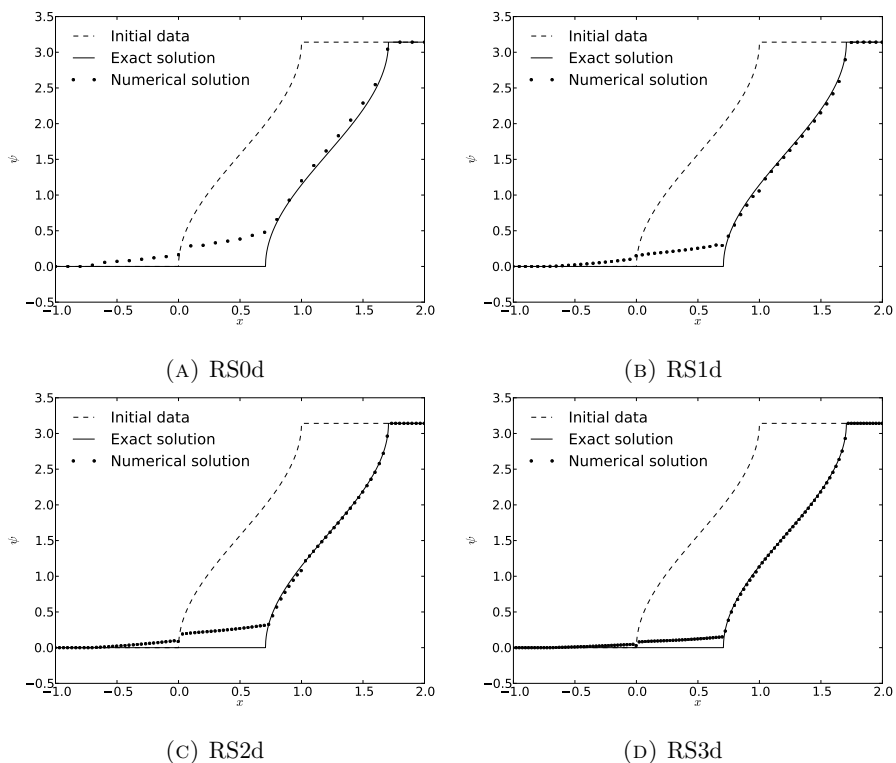 3.5
3.0
2.5
2.0
1.5
1.0
0.5
0.0
−0.5
ψ
Initial data
Exact solution
Numerical solution
−1.0 −0.5 0.0 0.5 1.0 1.5 2.0
x
(A) RS0d
3.5
3.0
2.5
2.0
1.5
1.0
0.5
0.0
−0.5
ψ
Initial data
Exact solution
Numerical solution
−1.0 −0.5 0.0 0.5 1.0 1.5 2.0
x
(B) RS1d
3.5
3.0
2.5
2.0
1.5
1.0
0.5
0.0
−0.5
ψ
Initial data
Exact solution
Numerical solution
−1.0 −0.5 0.0 0.5 1.0 1.5 2.0
x
(C) RS2d
3.5
3.0
2.5
2.0
1.5
1.0
0.5
0.0
−0.5
ψ
Initial data
Exact solution
Numerical solution
−1.0 −0.5 0.0 0.5 1.0 1.5 2.0
x
(D) RS3d